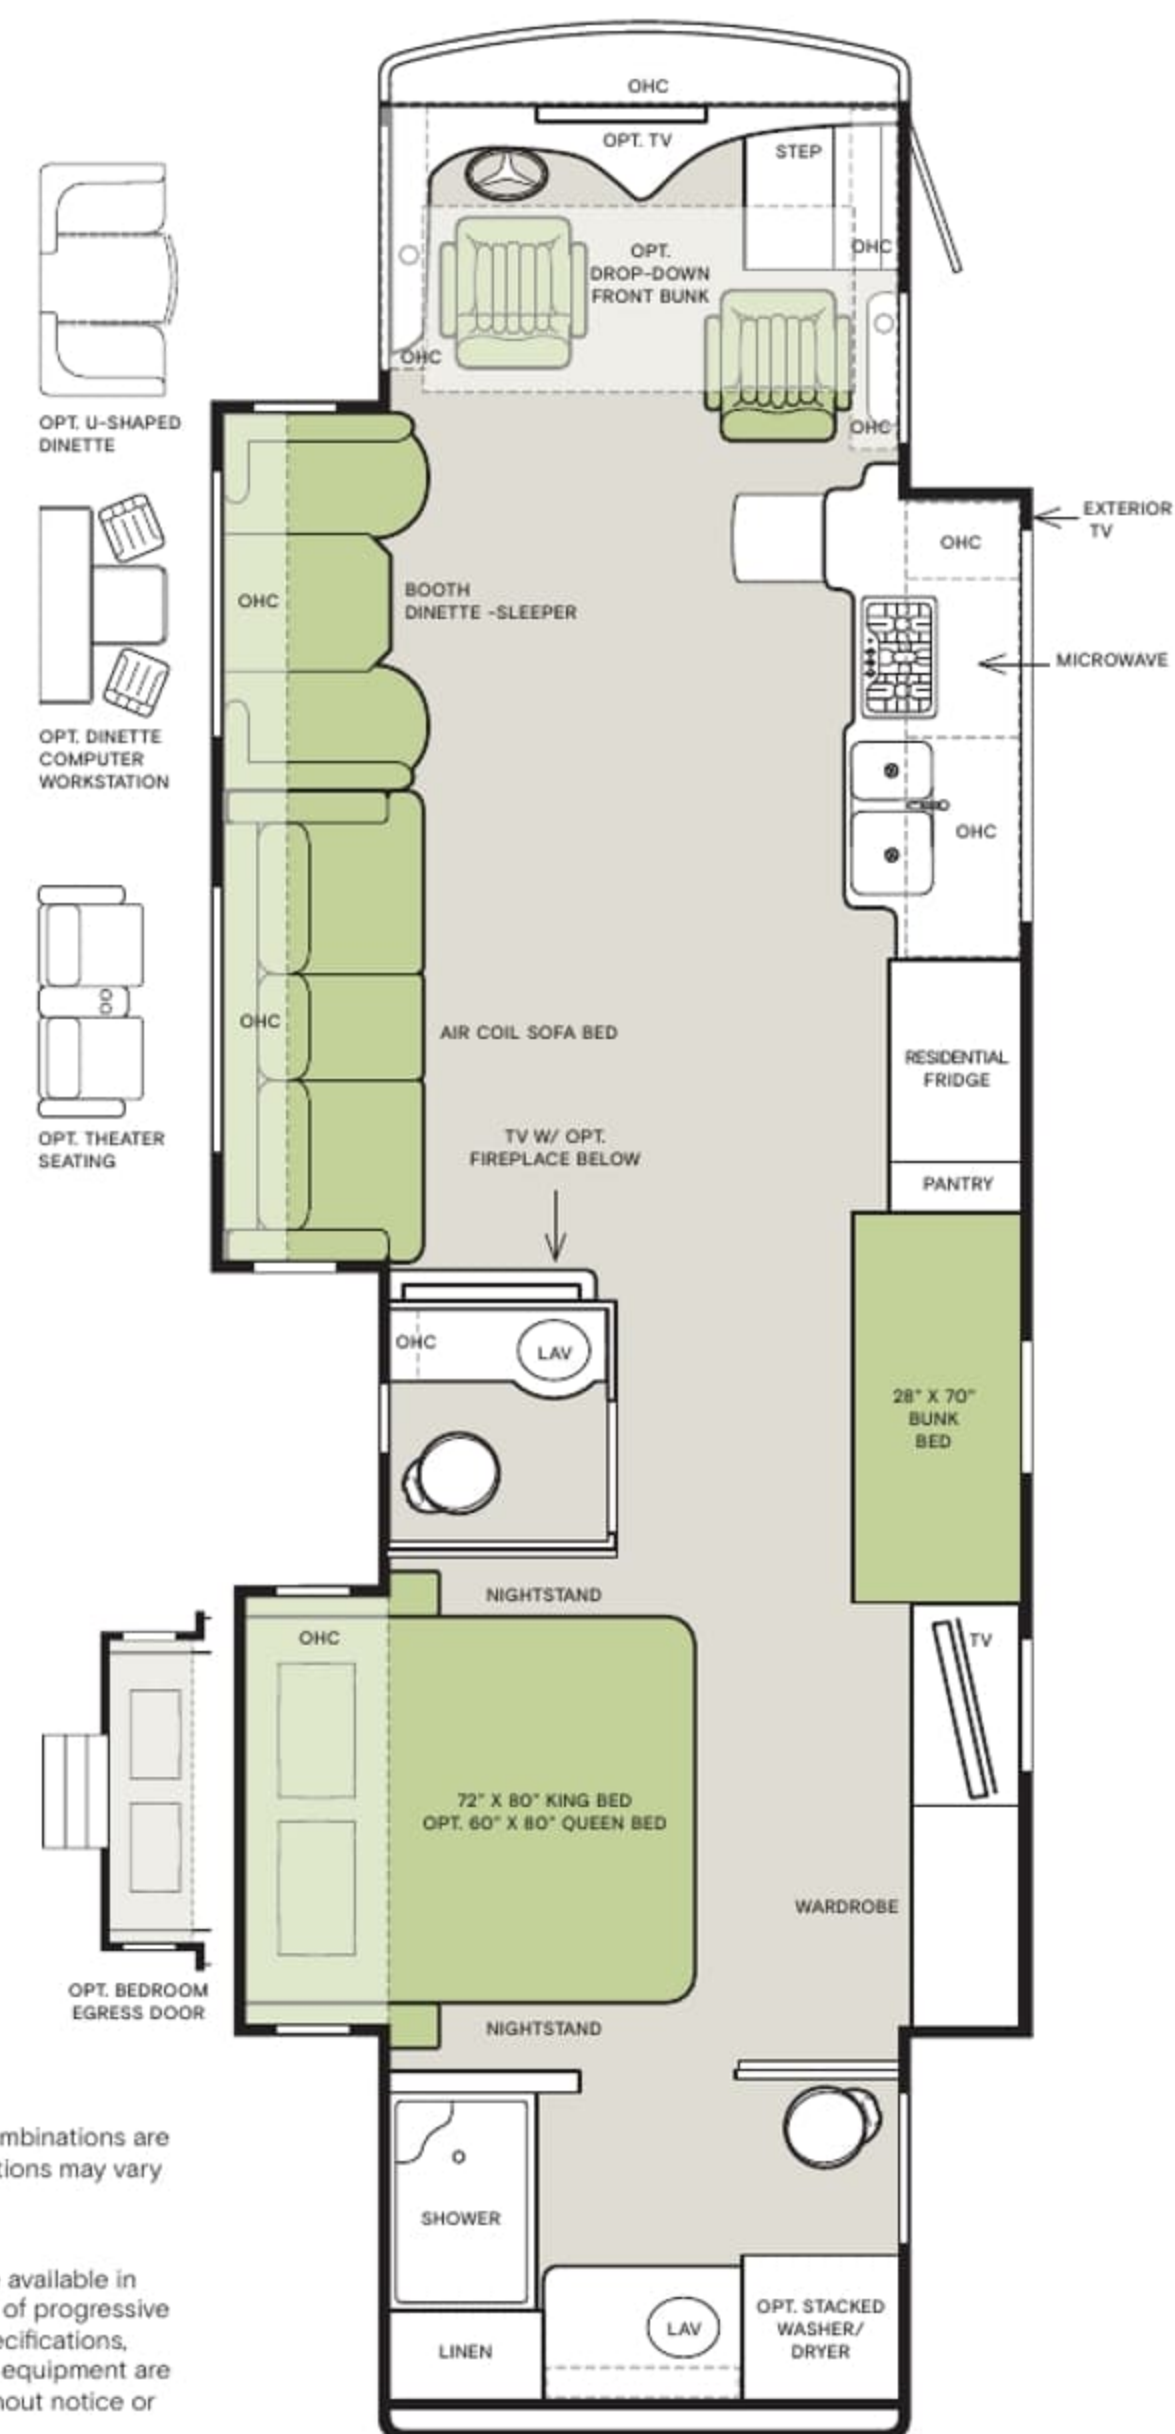 OHC
OPT. TV
STEP
OHC
OPT.
DROP-DOWN
FRONT BUNK
OHC
OHC
OPT. U-SHAPED
DINETTE
EXTERIOR
TV
OHC
BOOTH
DINETTE -SLEEPER
OHC
MICROWAVE
OPT. DINETTE
COMPUTER
WORKSTATION
OHC
OHC
AIR COIL SOFA BED
RESIDENTIAL
FRIDGE
OPT. THEATER
SEATING
TV W/ OPT.
FIREPLACE BELOW
PANTRY
OHC
LAV
28" X 70"
BUNK
BED
NIGHTSTAND
OHC
TV
72" X 80" KING BED
OPT. 60" X 80" QUEEN BED
WARDROBE
OPT. BEDROOM
EGRESS DOOR
NIGHTSTAND
SHOWER
OPT. STACKED
WASHER/
DRYER
LAV
LINEN
mbinations are
tions may vary
available in
of progressive
ecifications,
equipment are
hout notice or